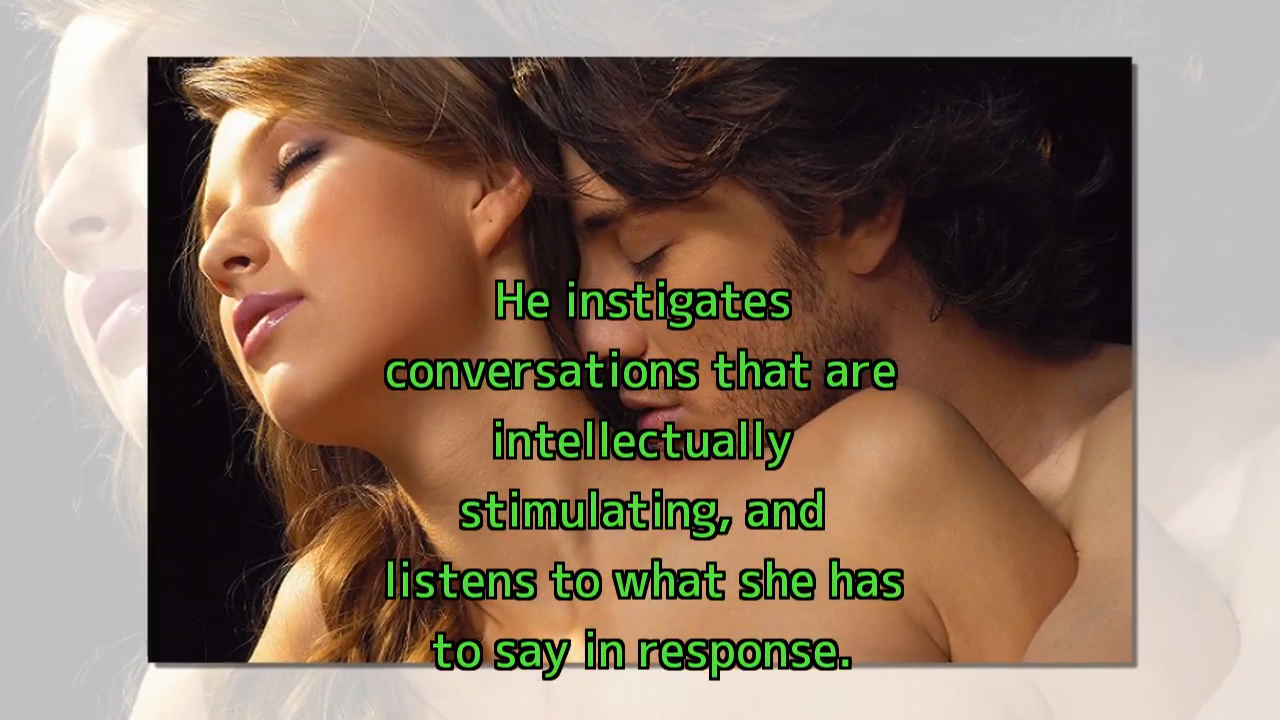 He instigates
conversations that are
intellectually
stimulating, and
listens to what she has
to say in response.